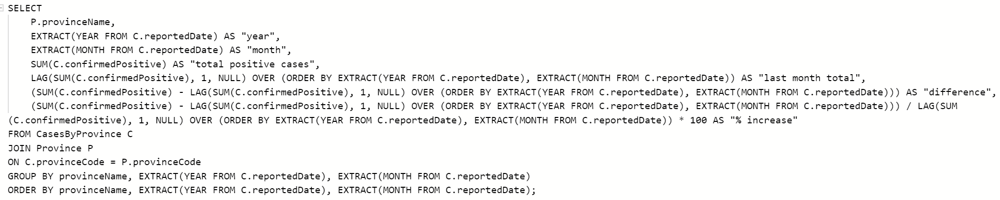 SELECT
    P.provinceName,
    EXTRACT(YEAR FROM C.reportedDate) AS "year",
    EXTRACT(MONTH FROM C.reportedDate) AS "month",
    SUM(C.confirmedPositive) AS "total positive cases",
    LAG(SUM(C.confirmedPositive), 1, NULL) OVER (ORDER BY EXTRACT(YEAR FROM C.reportedDate), EXTRACT(MONTH FROM C.reportedDate)) AS "last month total",
    (SUM(C.confirmedPositive) - LAG(SUM(C.confirmedPositive), 1, NULL) OVER (ORDER BY EXTRACT(YEAR FROM C.reportedDate), EXTRACT(MONTH FROM C.reportedDate))) AS "difference",
    (SUM(C.confirmedPositive) - LAG(SUM(C.confirmedPositive), 1, NULL) OVER (ORDER BY EXTRACT(YEAR FROM C.reportedDate), EXTRACT(MONTH FROM C.reportedDate))) / LAG(SUM
(C.confirmedPositive), 1, NULL) OVER (ORDER BY EXTRACT(YEAR FROM C.reportedDate), EXTRACT(MONTH FROM C.reportedDate)) * 100 AS "% increase"
FROM CasesByProvince C
JOIN Province P
ON C.provinceCode = P.provinceCode
GROUP BY provinceName, EXTRACT(YEAR FROM C.reportedDate), EXTRACT(MONTH FROM C.reportedDate)
ORDER BY provinceName, EXTRACT(YEAR FROM C.reportedDate), EXTRACT(MONTH FROM C.reportedDate);